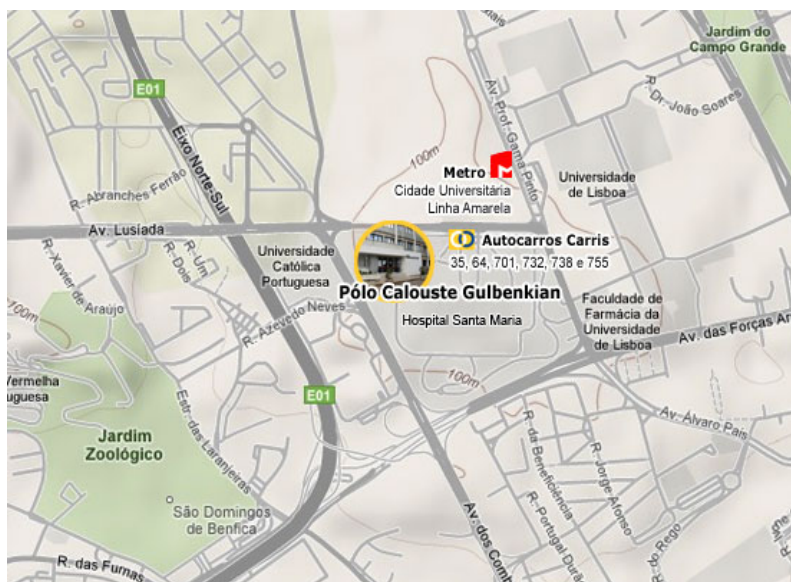 Jardim do
Campo Grande
E01
R. Dr. João Soares
Av. Prof. Gama Pinto
Eixo Norte-Sul
100m
Metro
Cidade Universitária
Linha Amarela
Universidade
de Lisboa
R. Abranches Ferrão
Av. Lusíada
Autocarros Carris
35, 64, 701, 732, 738 e 755
Universidade
Católica
Portuguesa
R. Um
R. Dois
R. Xavier de Araújo
Pólo Calouste Gulbenkian
Hospital Santa Maria
R. Azevedo Neves
Faculdade de
Farmácia da
Universidade
de Lisboa
Av. das Forças Ar
100m
100m
Vermelha
uguesa
E01
Estr. das Laranjeiras
Jardim
Zoológico
Av. Álvaro Pais
R. da Beneficiência
R. Jorge Afonso
São Domingos
de Benfica
R. Portugal Durão
o Rego
Av. dos Comb
R. das Furnas